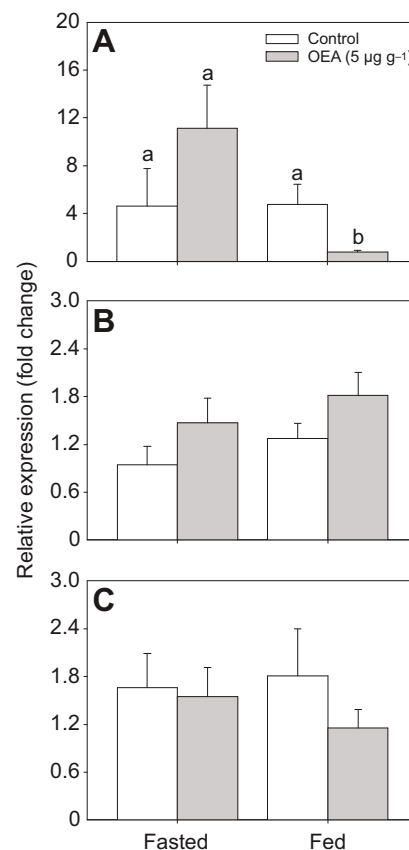 Relative expression (fold change)
A
Control
OEA (5 µg g–1)
20
16
12
8
4
0
a
a
a
b
B
3.0
2.4
1.8
1.2
0.6
0
C
3.0
2.4
1.8
1.2
0.6
0
Fasted Fed